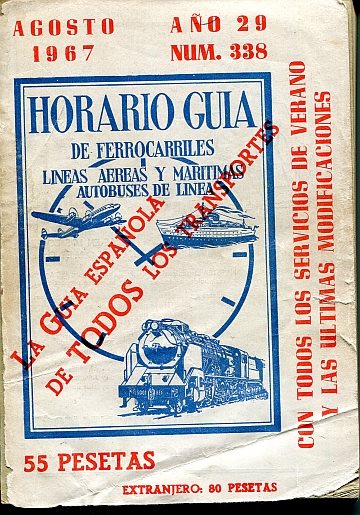 AGOSTO
1967
AÑO 29
NUM. 338
HORARIO GUIA
DE FERROCARRILES
LINEAS AEREAS Y MARITIMAS
AUTOBUSES DE LINEA
LA GUIA ESPAÑOLA
DE TODOS LOS TRANSPORTES
CON TODOS LOS SERVICIOS DE VERANO
Y LAS ULTIMAS MODIFICACIONES
55 PESETAS
EXTRANJERO: 80 PESETAS